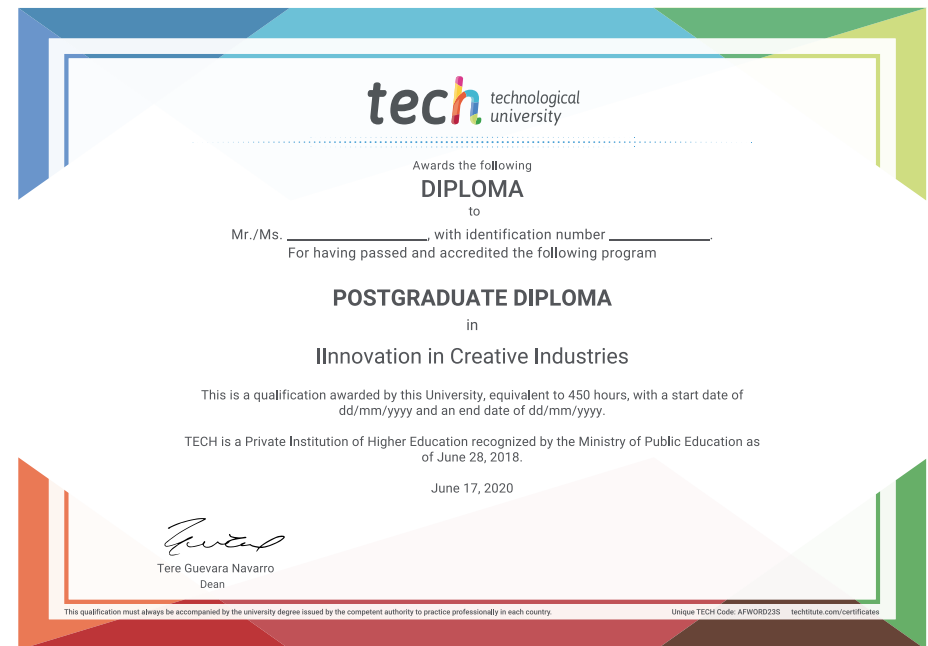 tech technological
university
Awards the following
DIPLOMA
to
Mr./Ms. ____________, with identification number ____________.
For having passed and accredited the following program
POSTGRADUATE DIPLOMA
in
IInnovation in Creative Industries
This is a qualification awarded by this University, equivalent to 450 hours, with a start date of
dd/mm/yyyy and an end date of dd/mm/yyyy.
TECH is a Private Institution of Higher Education recognized by the Ministry of Public Education as
of June 28, 2018.
June 17, 2020
Tere Guevara Navarro
Dean
This qualification must always be accompanied by the university degree issued by the competent authority to practice professionally in each country.
Unique TECH Code: AFWORD23S techtitute.com/certificates